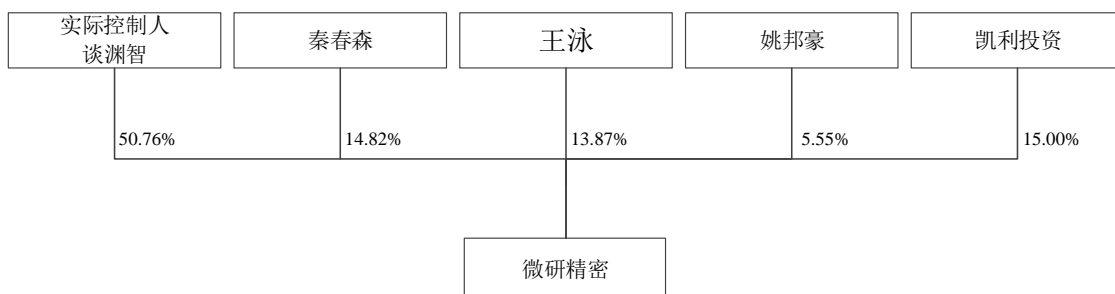 实际控制人
谈渊智
秦春森
王泳
姚邦豪
凯利投资
50.76%
14.82%
13.87%
5.55%
15.00%
微研精密